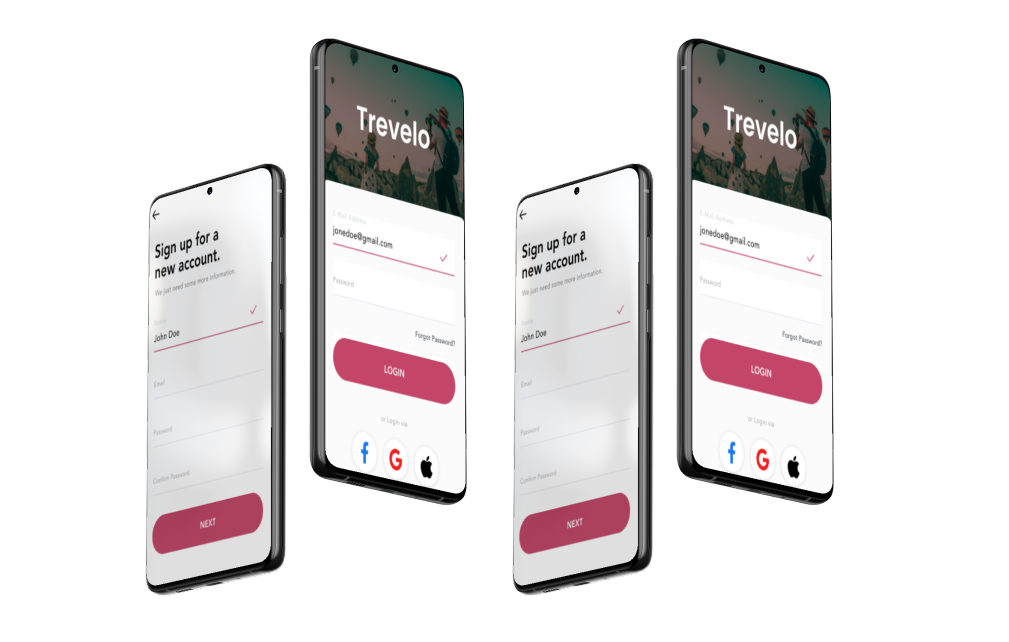 Sign up for a
new account.
We just need some more information.
Name
John Doe
Email
Password
Confirm Password
NEXT
Trevelo
E-Mail Address
jonedoe@gmail.com
Password
Forgot Password?
LOGIN
or Login via
Sign up for a
new account.
We just need some more information.
Name
John Doe
Email
Password
Confirm Password
NEXT
Trevelo
E-Mail Address
jonedoe@gmail.com
Password
Forgot Password?
LOGIN
or Login via